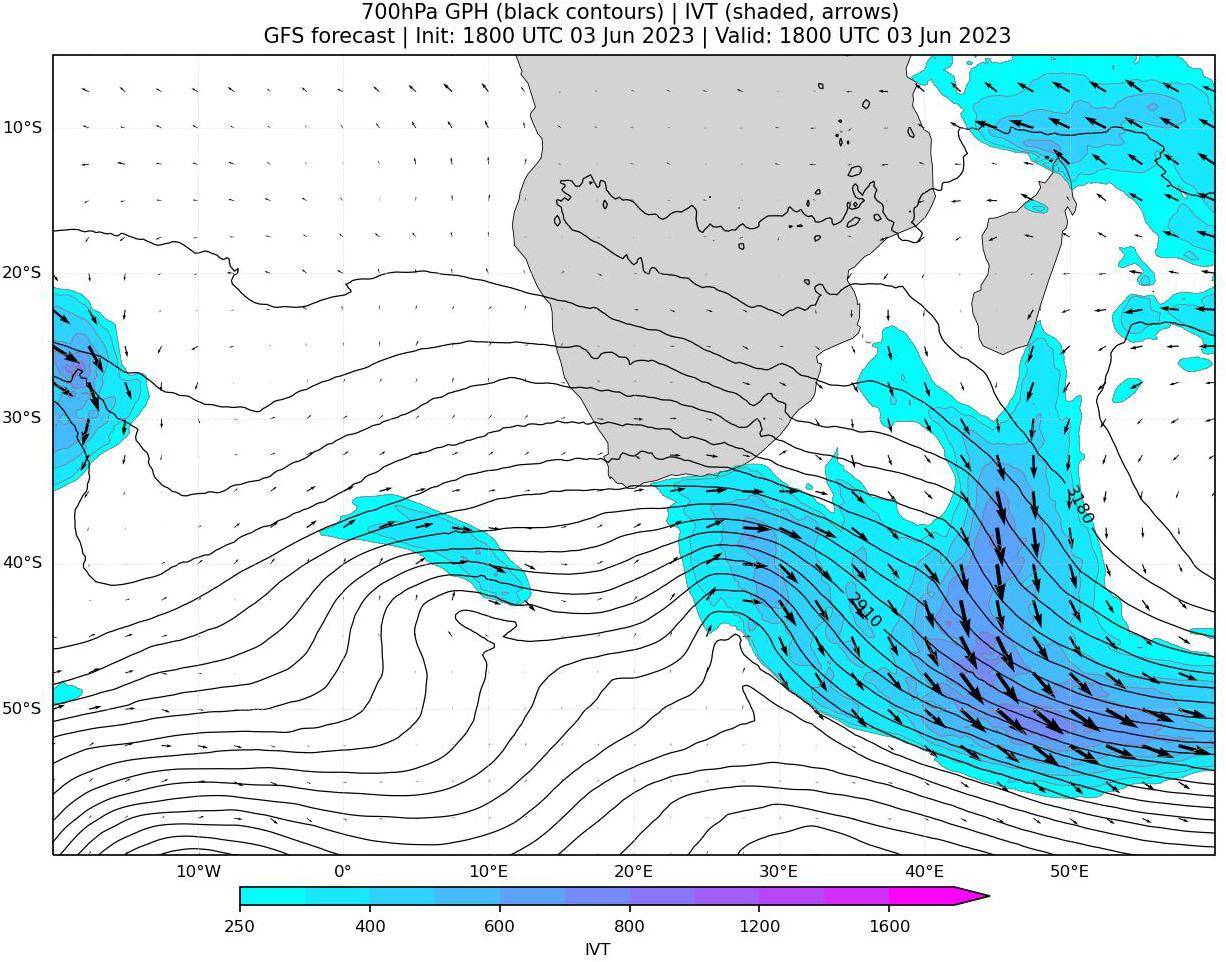 700hPa GPH (black contours) | IVT (shaded, arrows)
GFS forecast | Init: 1800 UTC 03 Jun 2023 | Valid: 1800 UTC 03 Jun 2023
10°S
20°S
30°S
3180
40°S
2910
50°S
10°W 0° 10°E 20°E 30°E 40°E 50°E
250 400 600 800 1200 1600
IVT